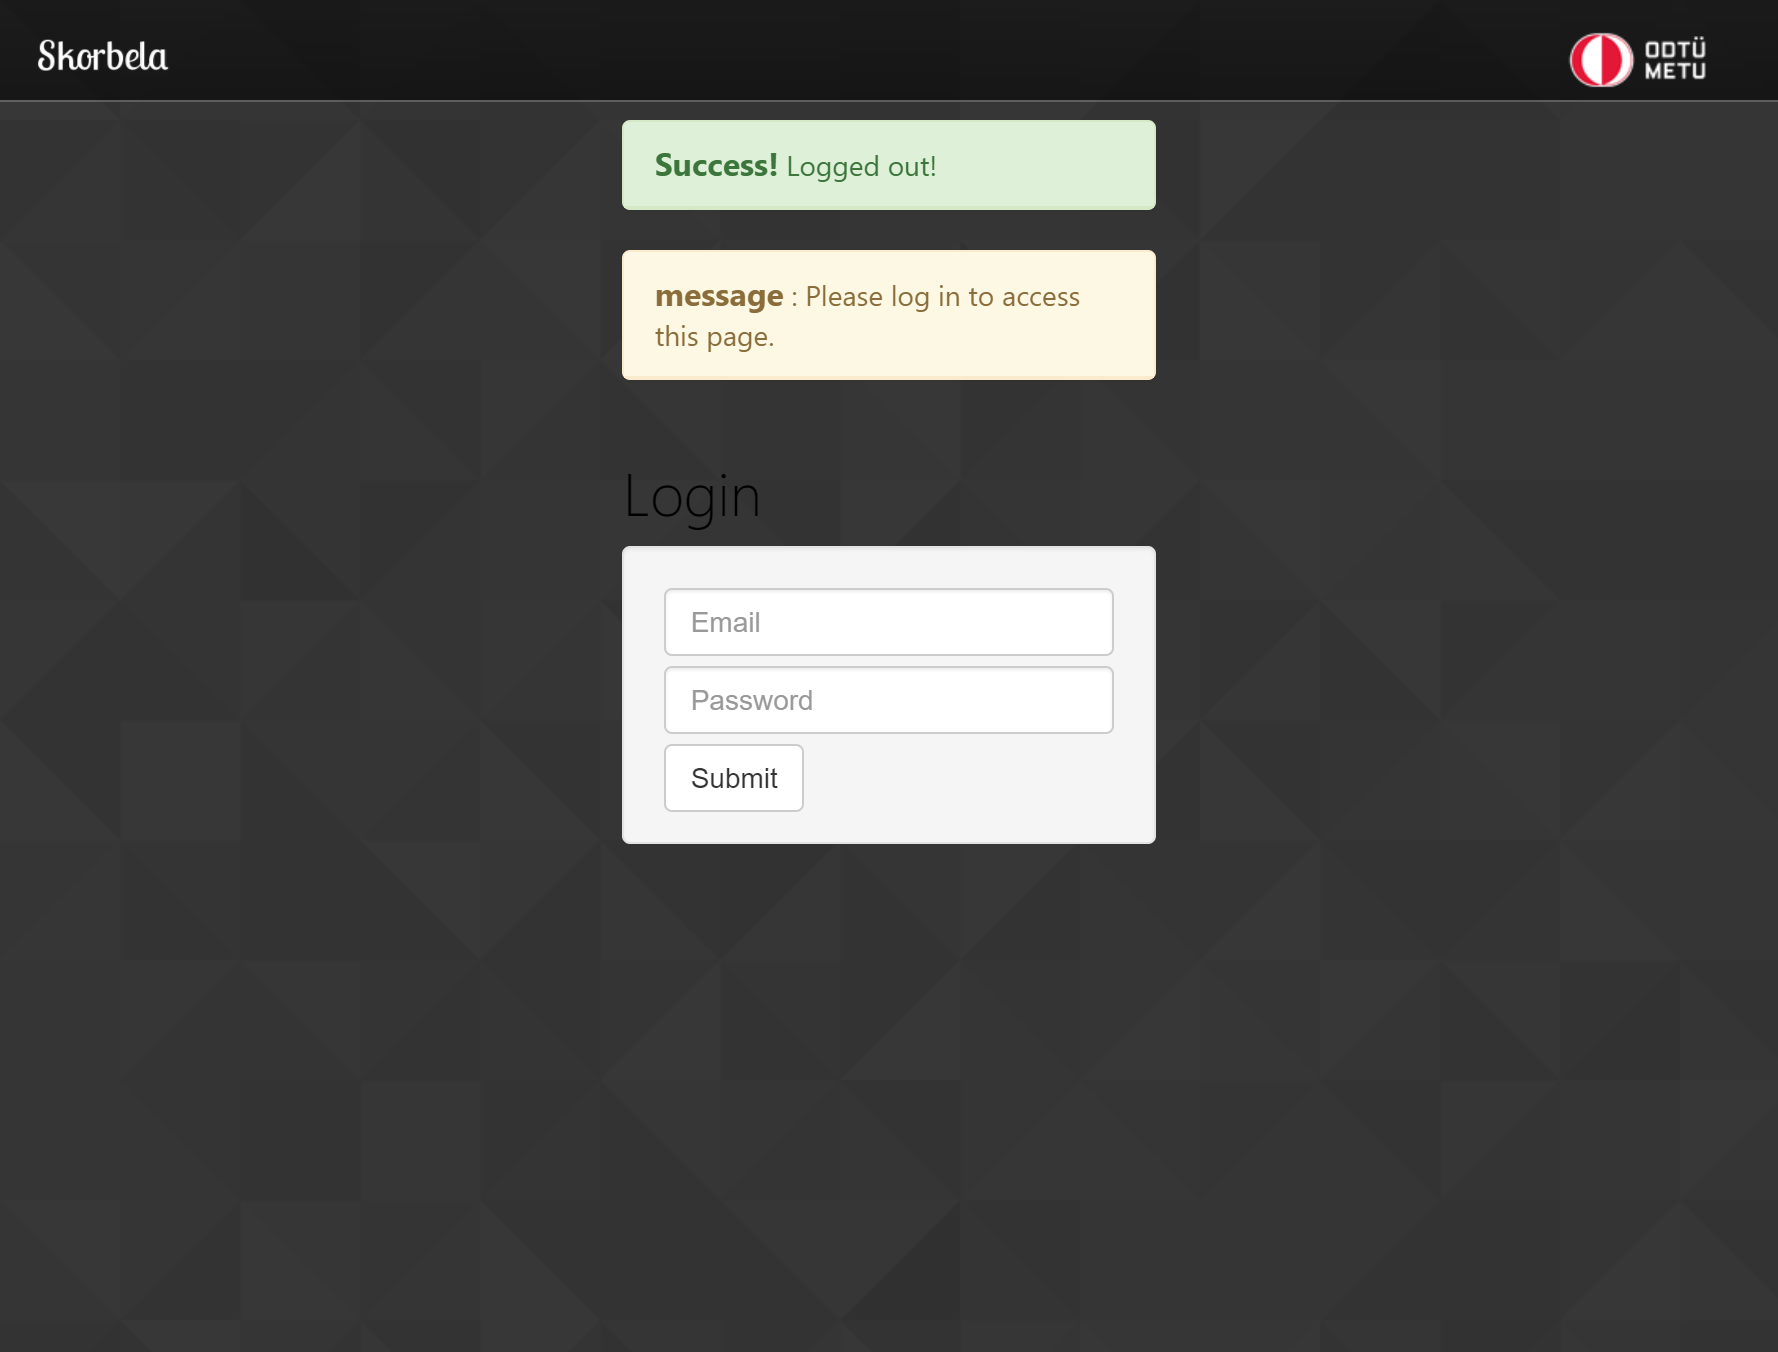 Skorbela
ODTÜ
METU
Success! Logged out!
message : Please log in to access
this page.
Login
Email
Password
Submit